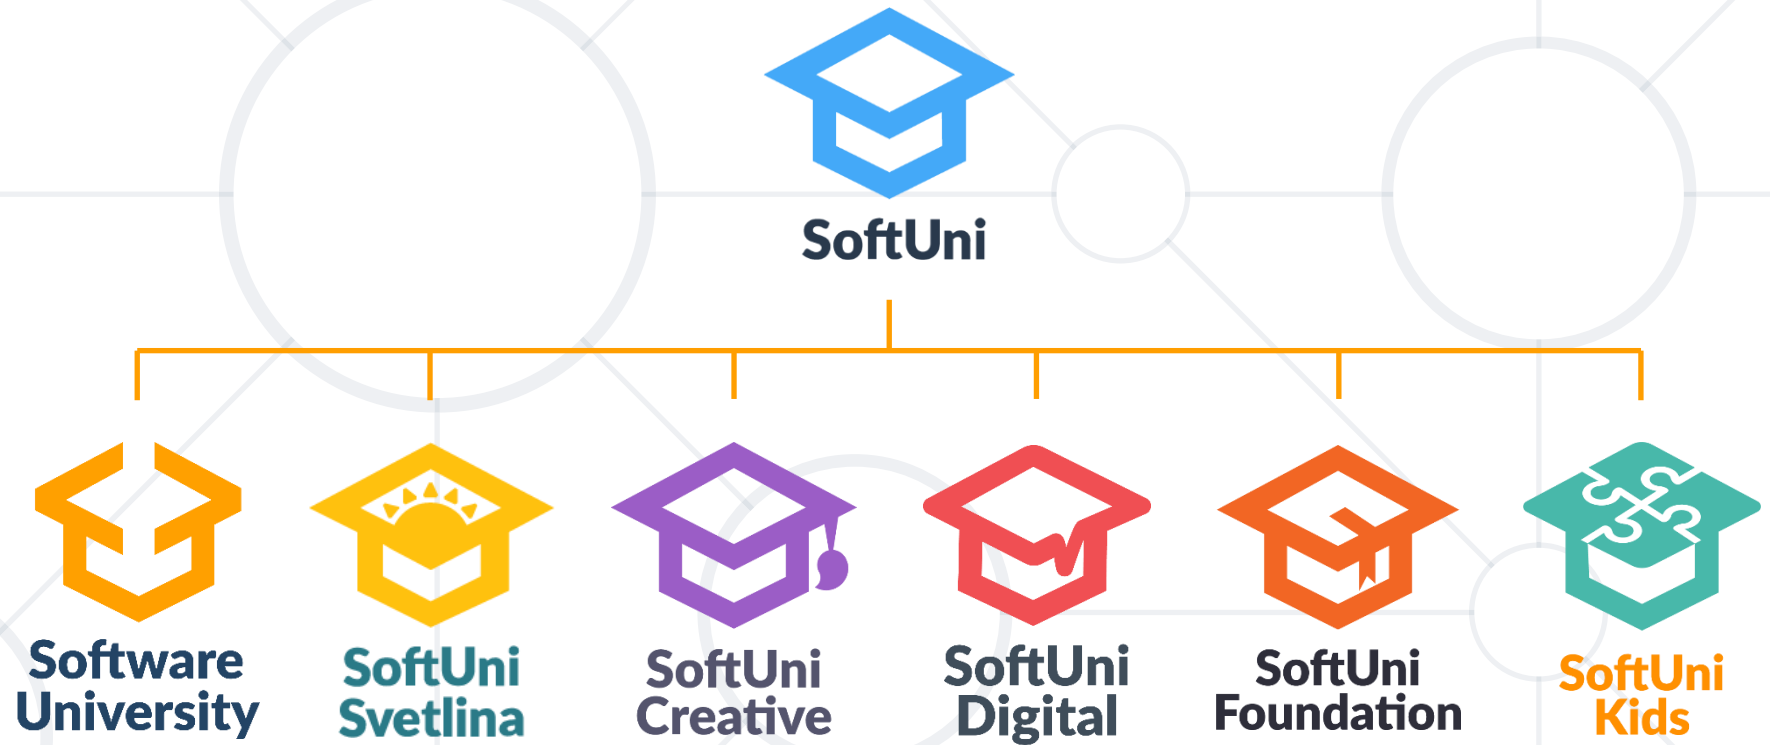 SoftUni
Software
University
SoftUni
Svetlina
SoftUni
Creative
SoftUni
Digital
SoftUni
Foundation
SoftUni
Kids